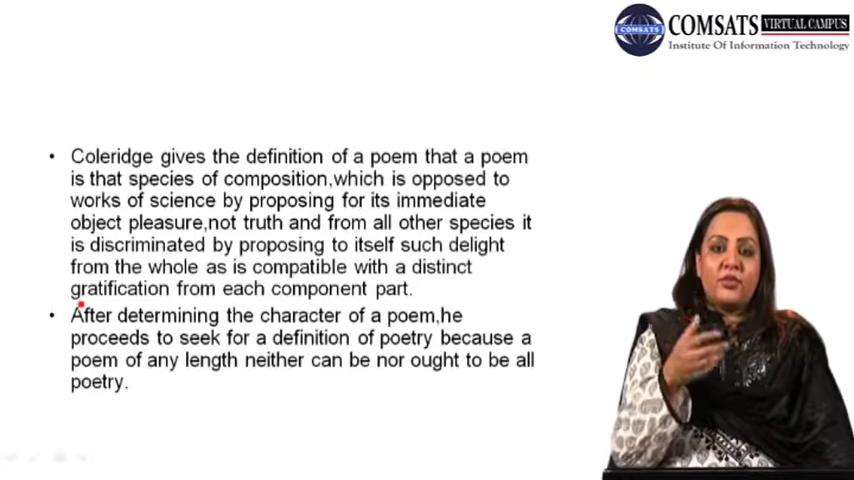 COMSATS VIRTUAL CAMPUS
COMSATS
Institute Of Information Technology
• Coleridge gives the definition of a poem that a poem
is that species of composition,which is opposed to
works of science by proposing for its immediate
object pleasure,not truth and from all other species it
is discriminated by proposing to itself such delight
from the whole as is compatible with a distinct
gratification from each component part.
• After determining the character of a poem,he
proceeds to seek for a definition of poetry because a
poem of any length neither can be nor ought to be all
poetry.